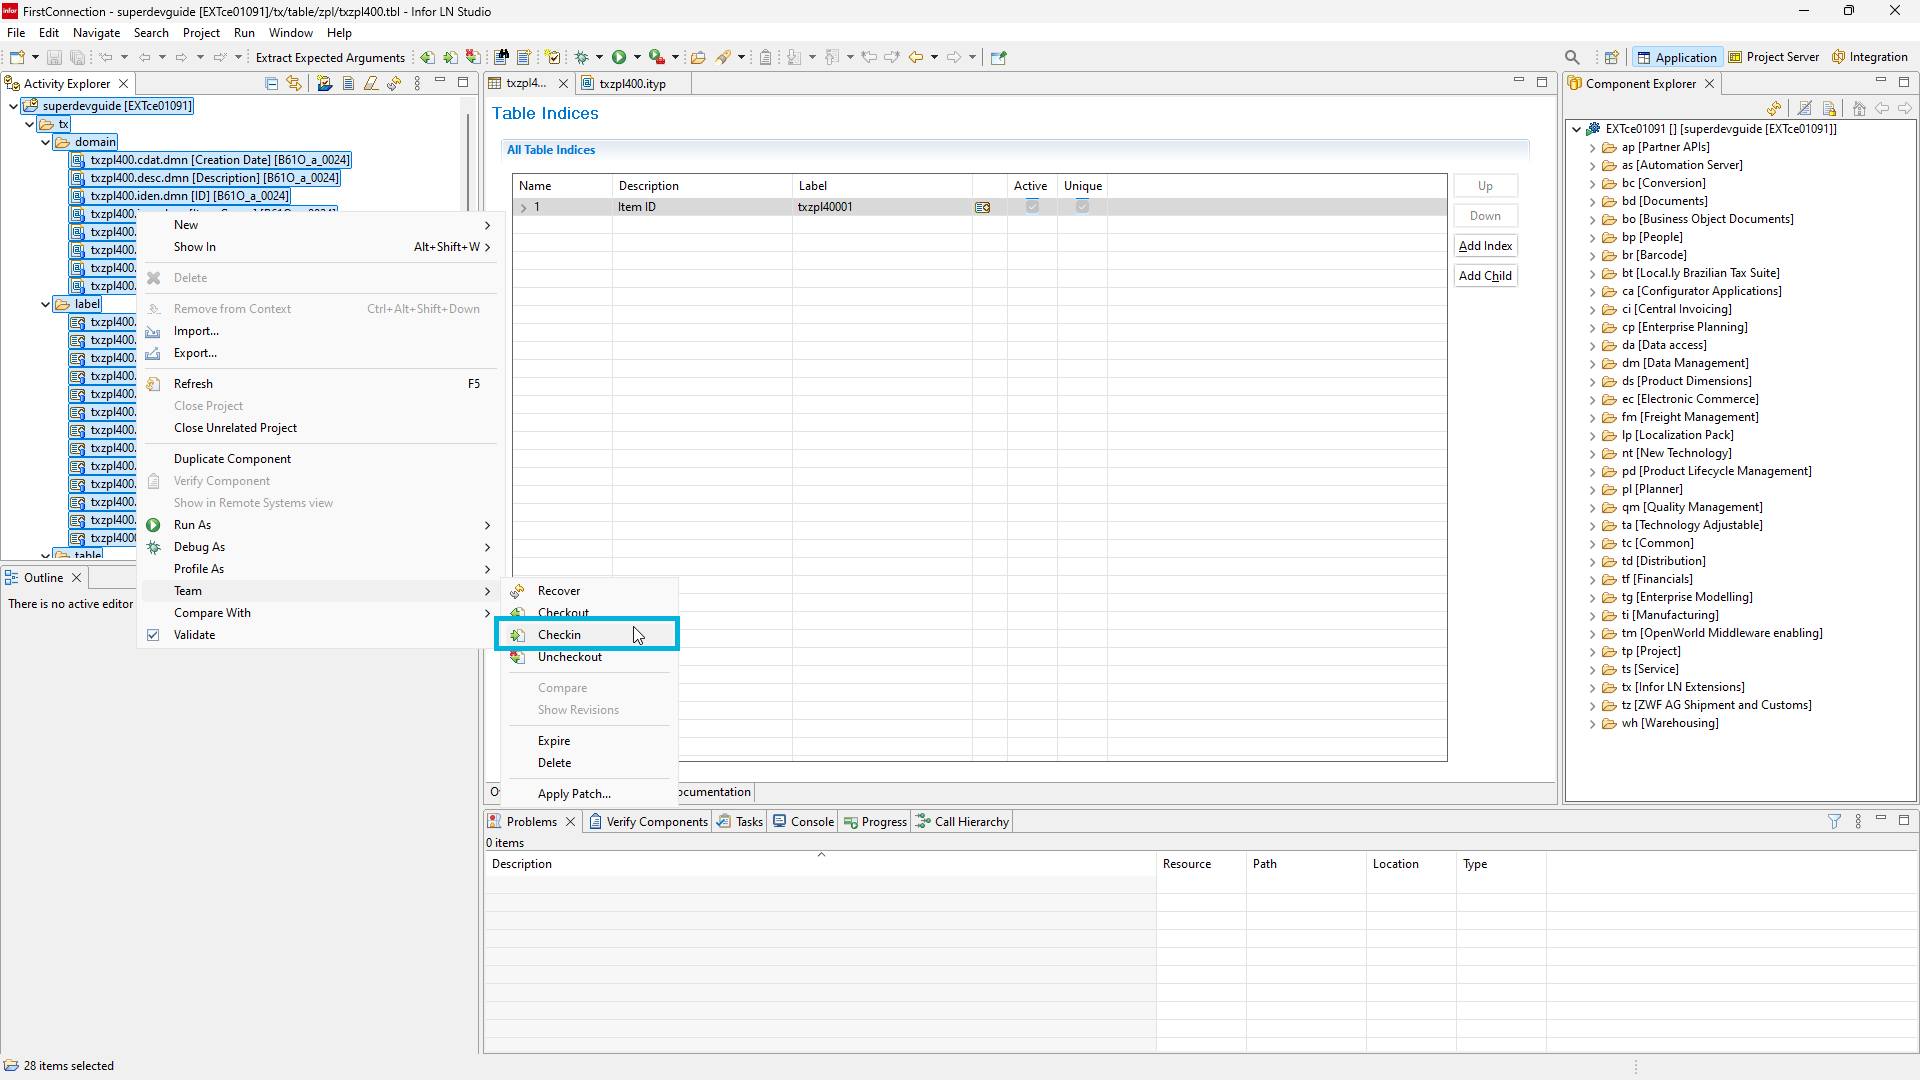 infor FirstConnection - superdevguide [EXTce01091]/tx/table/zpl/txzpl400.tbl - Infor LN Studio
File Edit Navigate Search Project Run Window Help
Extract Expected Arguments
Application Project Server Integration
Activity Explorer
superdevguide [EXTce01091]
tx
domain
txzpl400.cdat.dmn [Creation Date] [B61O_a_0024]
txzpl400.desc.dmn [Description] [B61O_a_0024]
txzpl400.iden.dmn [ID] [B61O_a_0024]
txzpl400.
txzpl400.
txzpl400.
txzpl400.
label
txzpl400.
txzpl400.
txzpl400.
txzpl400.
txzpl400.
txzpl400.
txzpl400.
txzpl400.
txzpl400.
txzpl400.
txzpl400.
txzpl400.
txzpl4000
table
New
Show In Alt+Shift+W
Delete
Remove from Context Ctrl+Alt+Shift+Down
Import...
Export...
Refresh F5
Close Project
Close Unrelated Project
Duplicate Component
Verify Component
Show in Remote Systems view
Run As
Debug As
Profile As
Team
Compare With
Validate
Recover
Checkout
Checkin
Uncheckout
Compare
Show Revisions
Expire
Delete
Apply Patch...
Outline
There is no active editor
28 items selected
txzpl4... txzpl400.ityp
Table Indices
All Table Indices
Name Description Label Active Unique
1 Item ID txzpl40001
Up
Down
Add Index
Add Child
O ocumentation
Problems Verify Components Tasks Console Progress Call Hierarchy
0 items
Description Resource Path Location Type
Component Explorer
EXTce01091 [] [superdevguide [EXTce01091]]
ap [Partner APIs]
as [Automation Server]
bc [Conversion]
bd [Documents]
bo [Business Object Documents]
bp [People]
br [Barcode]
bt [Local.ly Brazilian Tax Suite]
ca [Configurator Applications]
ci [Central Invoicing]
cp [Enterprise Planning]
da [Data access]
dm [Data Management]
ds [Product Dimensions]
ec [Electronic Commerce]
fm [Freight Management]
lp [Localization Pack]
nt [New Technology]
pd [Product Lifecycle Management]
pl [Planner]
qm [Quality Management]
ta [Technology Adjustable]
tc [Common]
td [Distribution]
tf [Financials]
tg [Enterprise Modelling]
ti [Manufacturing]
tm [OpenWorld Middleware enabling]
tp [Project]
ts [Service]
tx [Infor LN Extensions]
tz [ZWF AG Shipment and Customs]
wh [Warehousing]